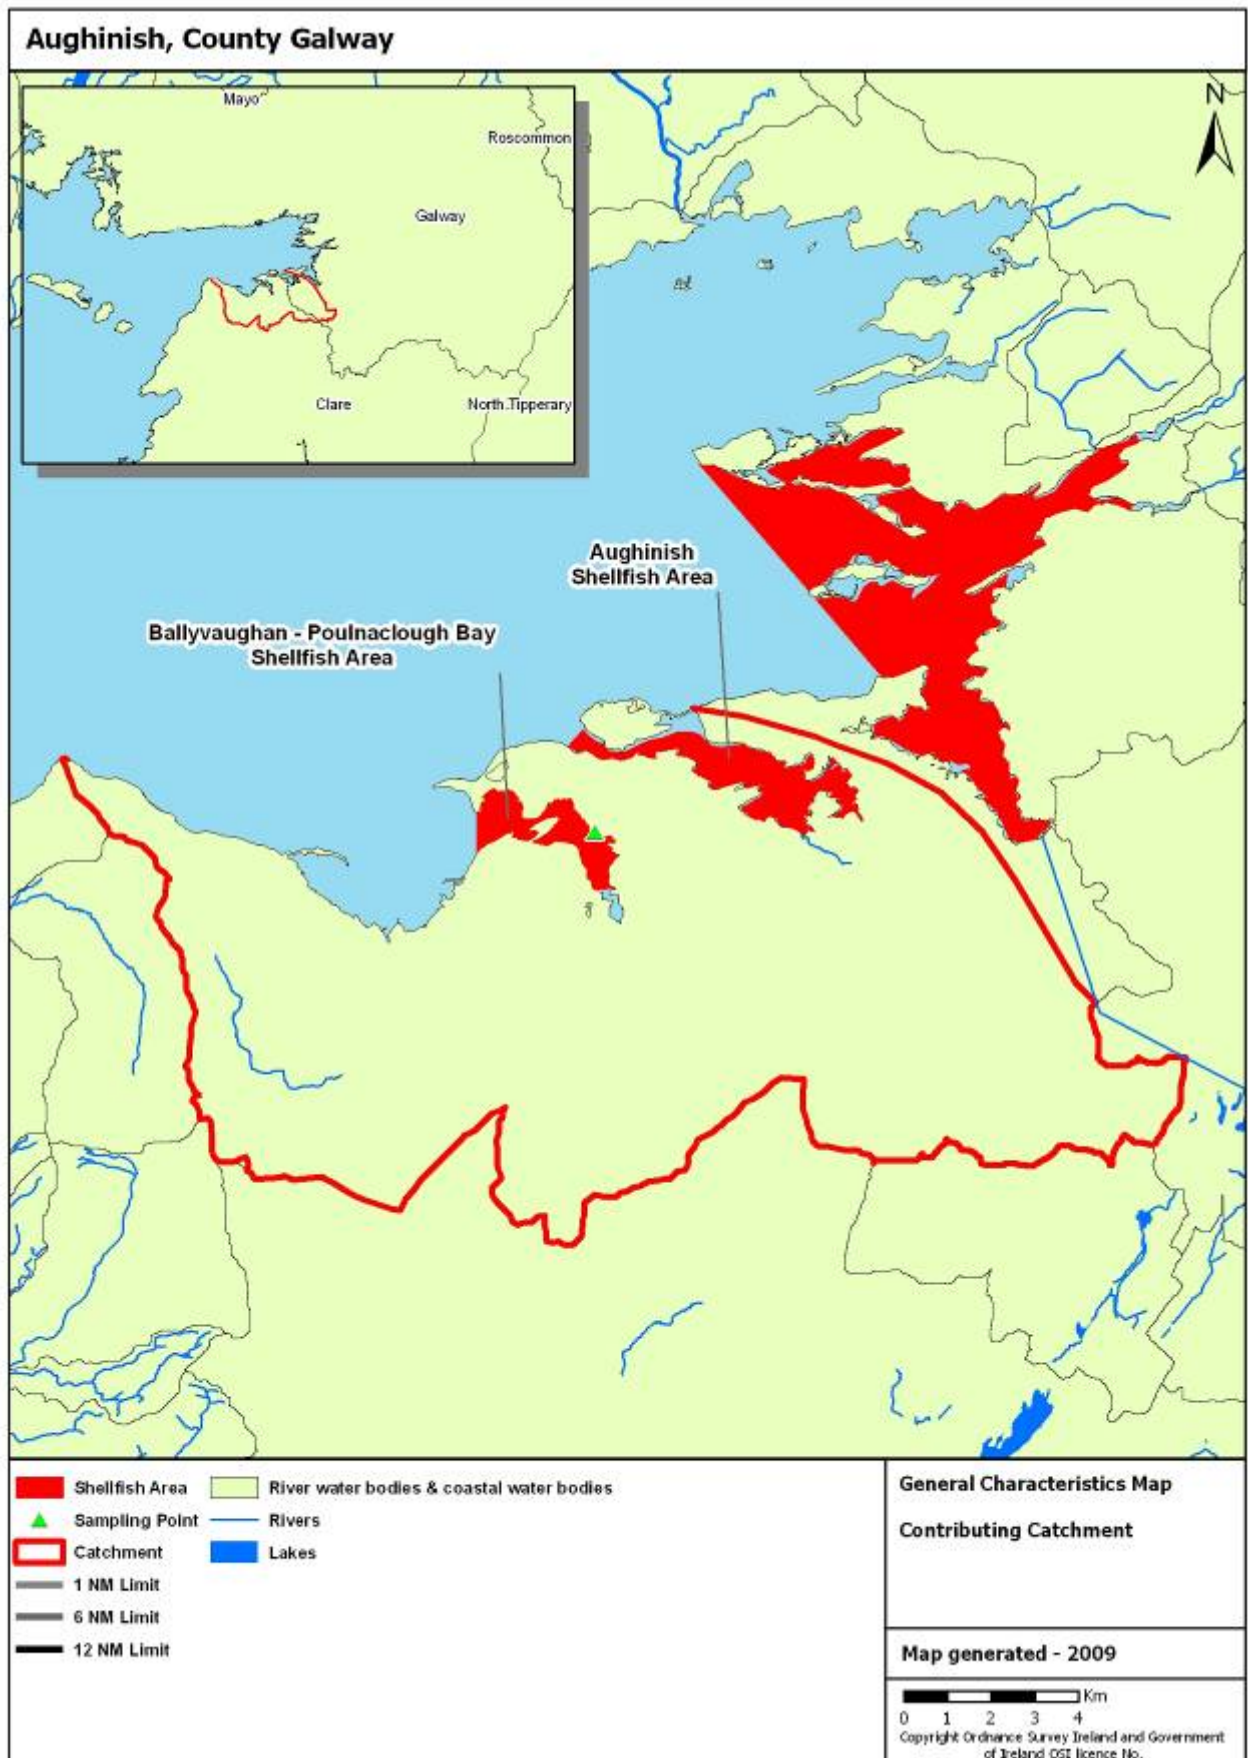 Aughinish, County Galway
Mayo
Roscommon
Galway
Clare
North Tipperary
N
Aughinish
Shellfish Area
Ballyvaughan - Poulnaclough Bay
Shellfish Area
Shellfish Area
River water bodies & coastal water bodies
Sampling Point
Rivers
Catchment
Lakes
1 NM Limit
6 NM Limit
12 NM Limit
General Characteristics Map
Contributing Catchment
Map generated - 2009
Km
0 1 2 3 4
Copyright Ordnance Survey Ireland and Government
of Ireland OSI licence No.